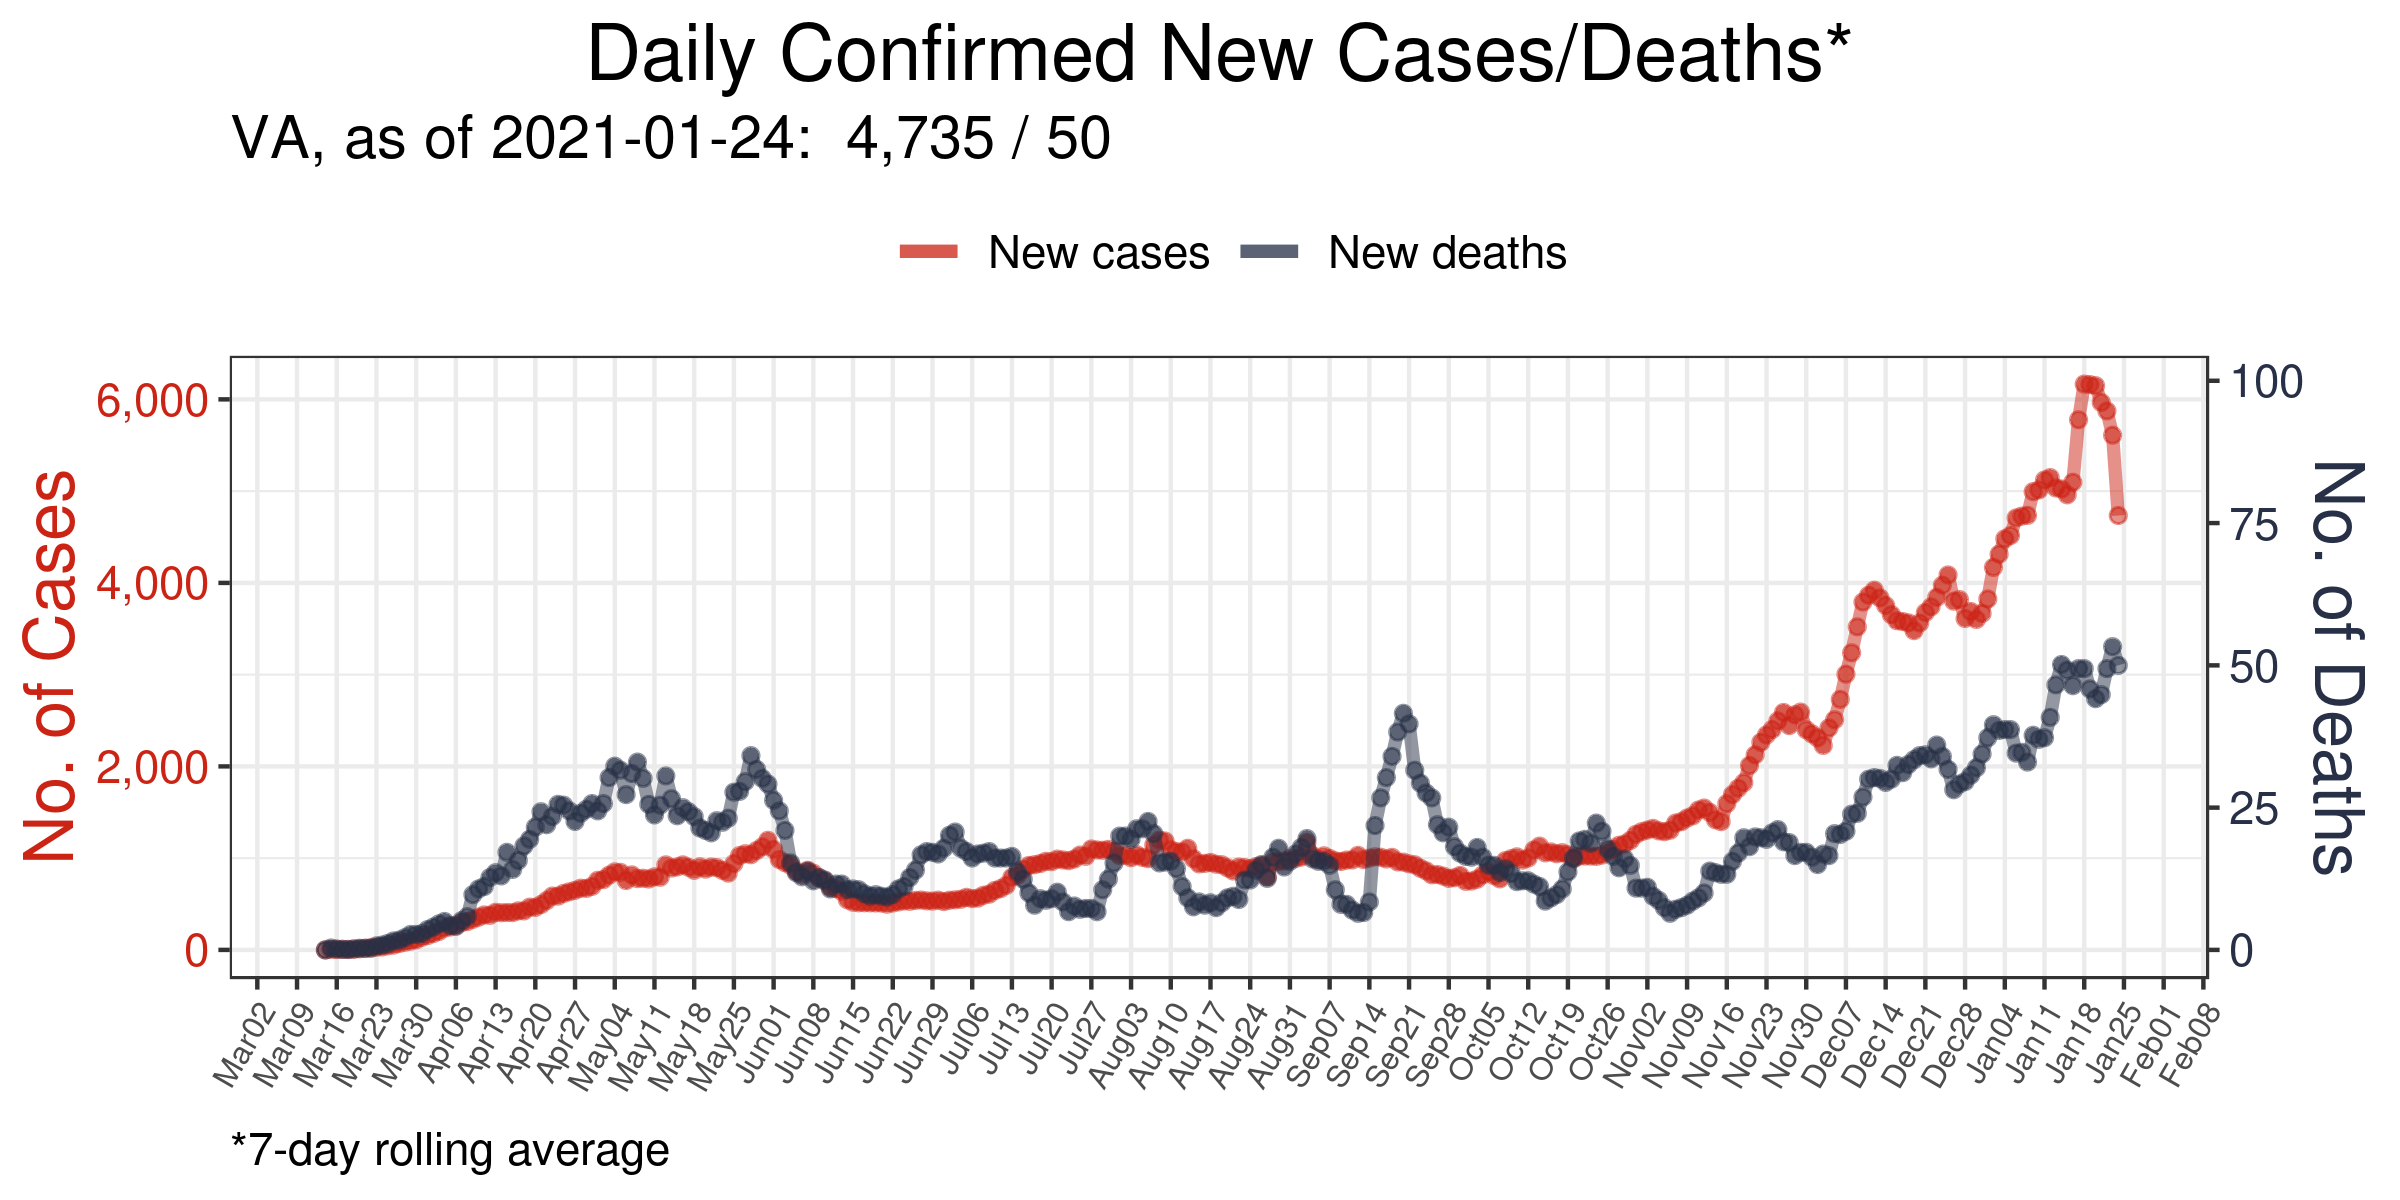 Daily Confirmed New Cases/Deaths*
VA, as of 2021-01-24:  4,735 / 50
New cases
New deaths
No. of Cases
6,000
4,000
2,000
0
100
75
50
25
0
No. of Deaths
Mar02
Mar09
Mar16
Mar23
Mar30
Apr06
Apr13
Apr20
Apr27
May04
May11
May18
May25
Jun01
Jun08
Jun15
Jun22
Jun29
Jul06
Jul13
Jul20
Jul27
Aug03
Aug10
Aug17
Aug24
Aug31
Sep07
Sep14
Sep21
Sep28
Oct05
Oct12
Oct19
Oct26
Nov02
Nov09
Nov16
Nov23
Nov30
Nov07
Dec14
Dec21
Dec28
Dec28
Jan04
Jan11
Jan18
Jan25
Feb01
Feb08
*7-day rolling average